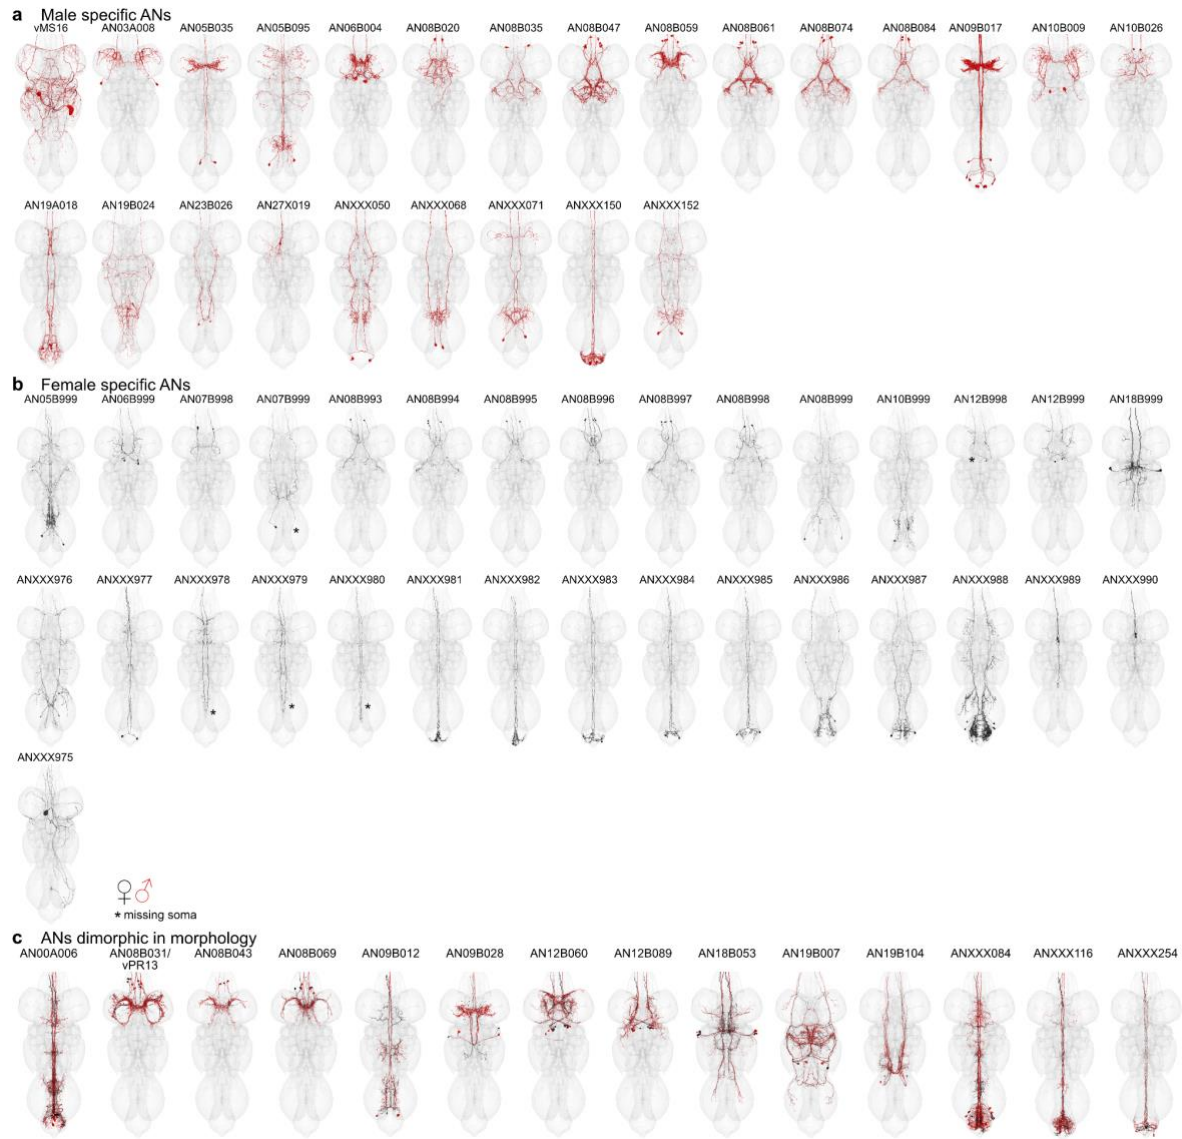 a Male specific ANs
vMS16 AN03A008 AN05B035 AN05B095 AN06B004 AN08B020 AN08B035 AN08B047 AN08B059 AN08B061 AN08B074 AN08B084 AN09B017 AN10B009 AN10B026
AN19A018 AN19B024 AN23B026 AN27X019 ANXXX050 ANXXX068 ANXXX071 ANXXX150 ANXXX152
b Female specific ANs
AN05B999 AN06B999 AN07B998 AN07B999 AN08B993 AN08B994 AN08B995 AN08B996 AN08B997 AN08B998 AN08B999 AN10B999 AN12B998 AN12B999 AN18B999
* *
ANXXX976 ANXXX977 ANXXX978 ANXXX979 ANXXX980 ANXXX981 ANXXX982 ANXXX983 ANXXX984 ANXXX985 ANXXX986 ANXXX987 ANXXX988 ANXXX989 ANXXX990
* * *
ANXXX975
♀ ♂
* missing soma
c ANs dimorphic in morphology
AN00A006 AN08B031/ AN08B043 AN08B069 AN09B012 AN09B028 AN12B060 AN12B089 AN18B053 AN19B007 AN19B104 ANXXX084 ANXXX116 ANXXX254
vPR13